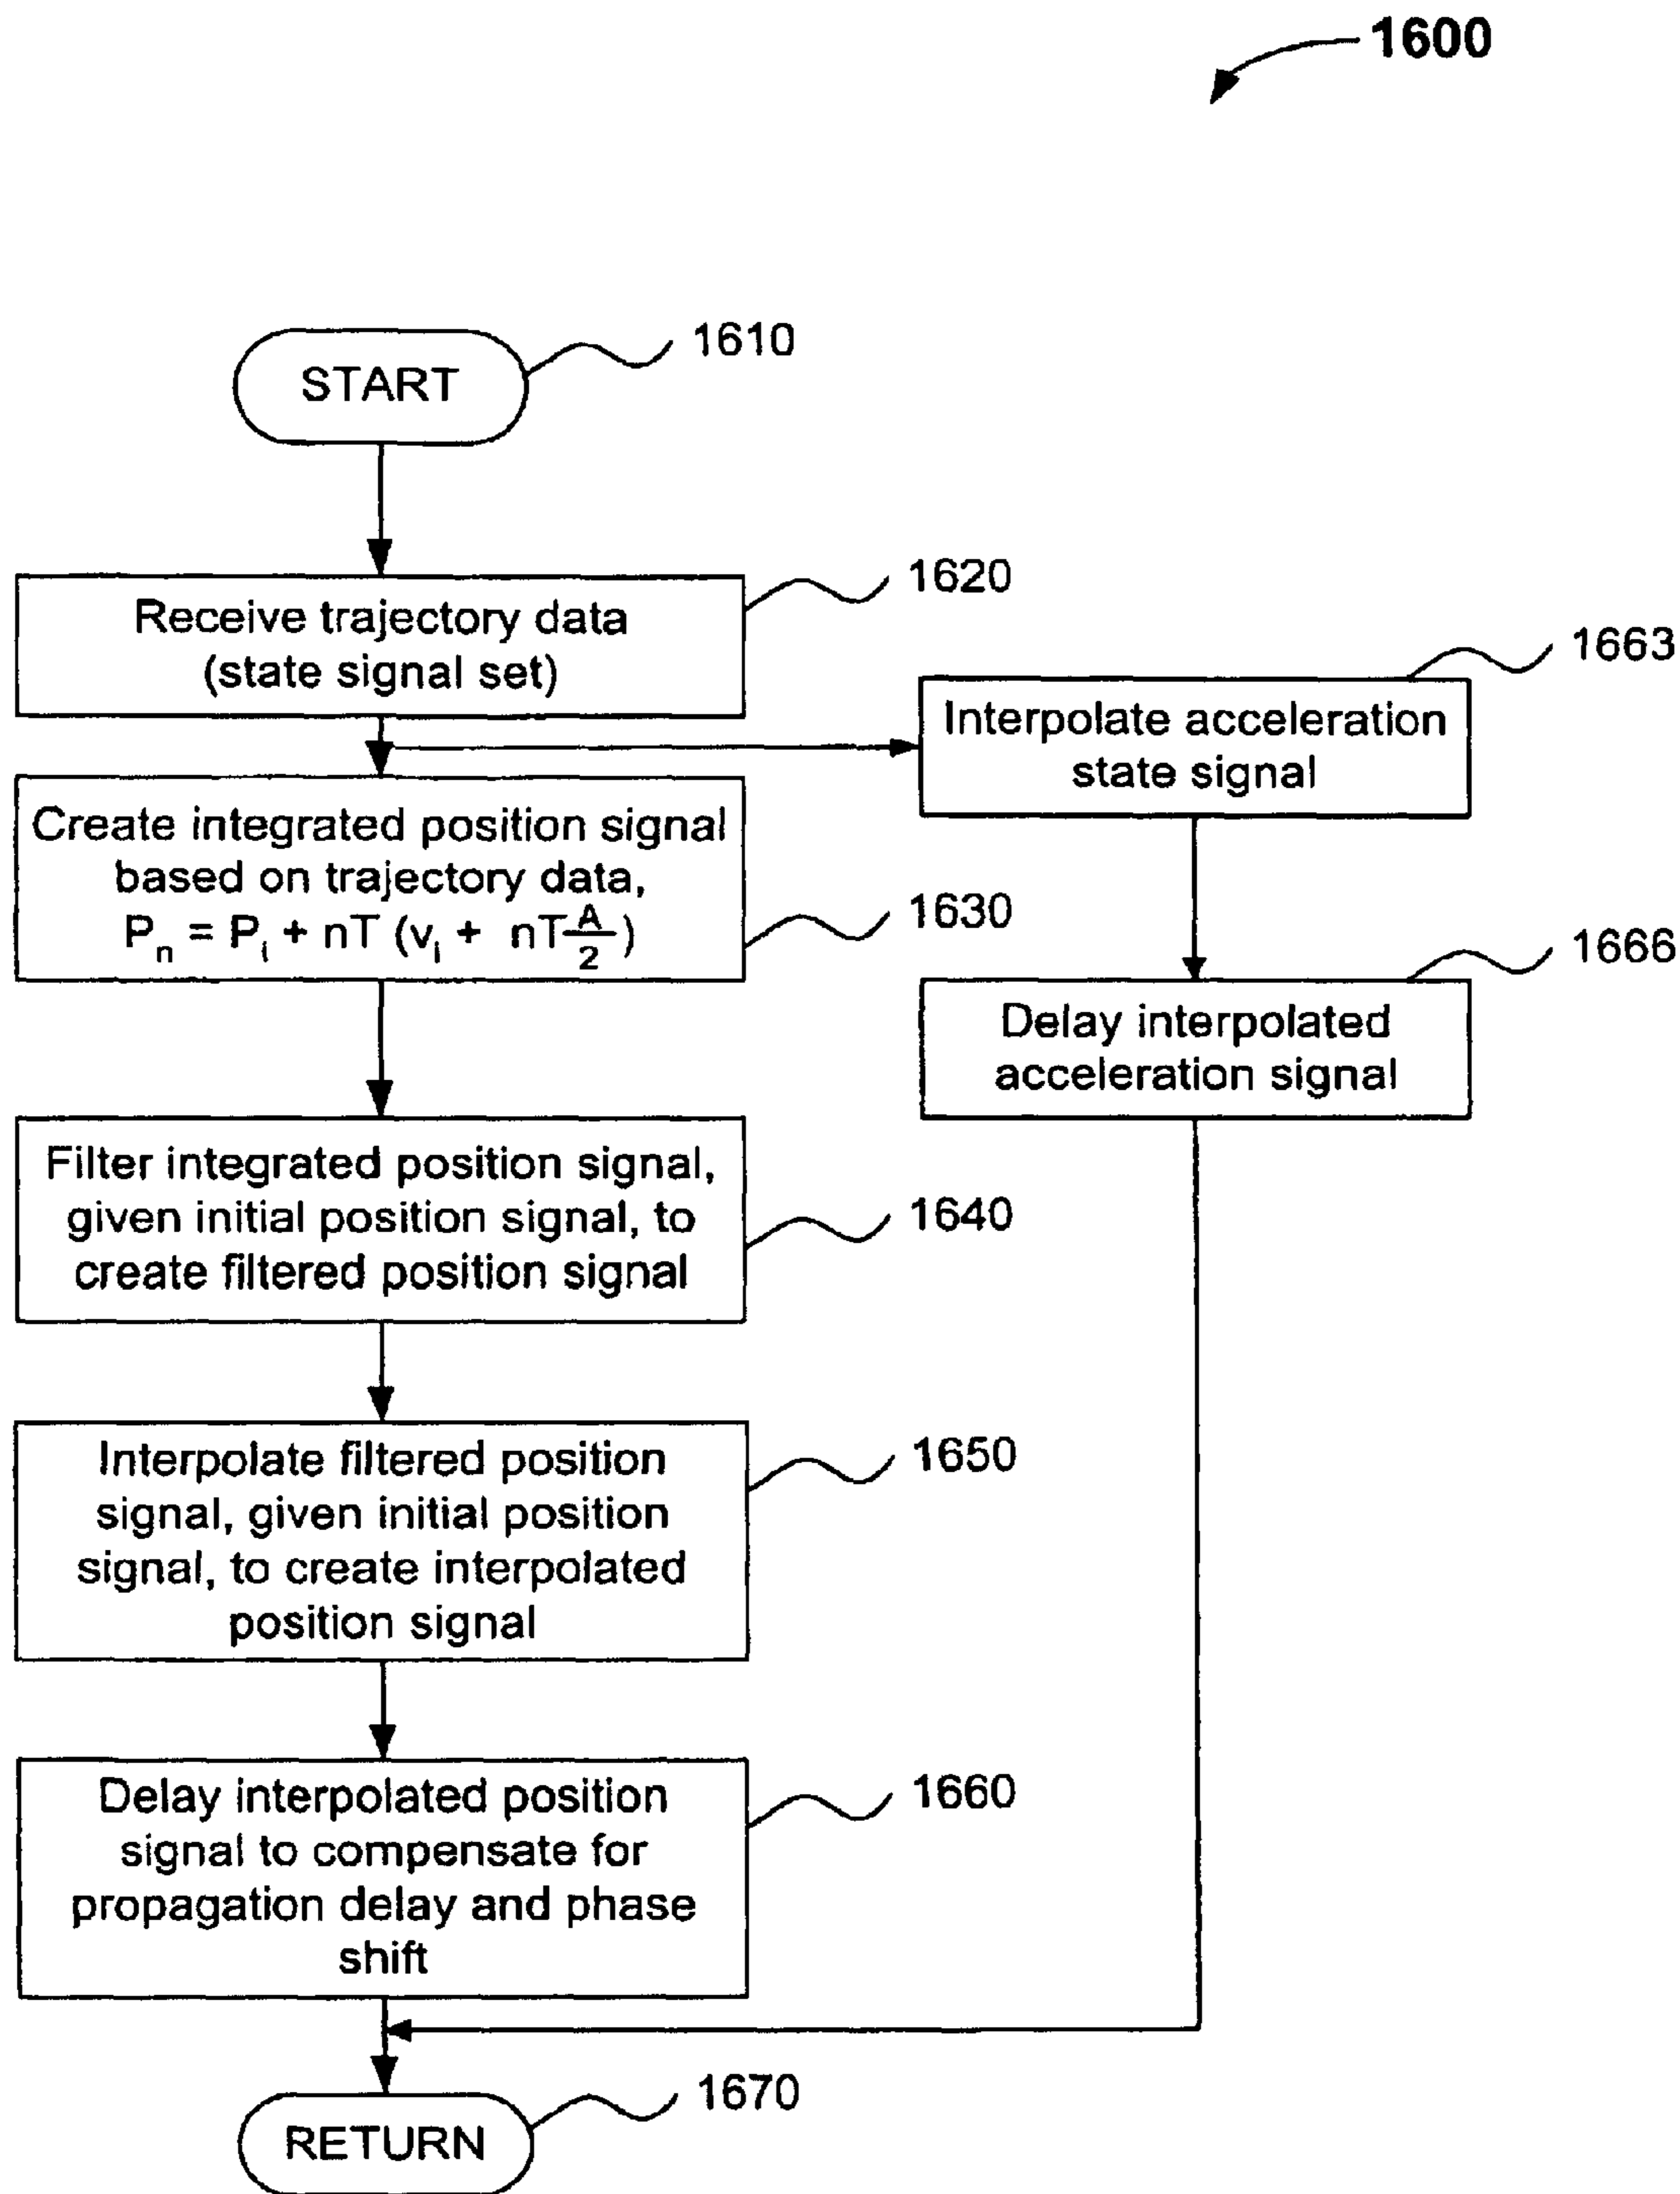 1600
START
1610
Receive trajectory data
(state signal set)
1620
Interpolate acceleration
state signal
1663
Create integrated position signal
based on trajectory data,
Pₙ = Pᵢ + nT (vᵢ + nT A/2)
1630
Delay interpolated
acceleration signal
1666
Filter integrated position signal,
given initial position signal, to
create filtered position signal
1640
Interpolate filtered position
signal, given initial position
signal, to create interpolated
position signal
1650
Delay interpolated position
signal to compensate for
propagation delay and phase
shift
1660
RETURN
1670